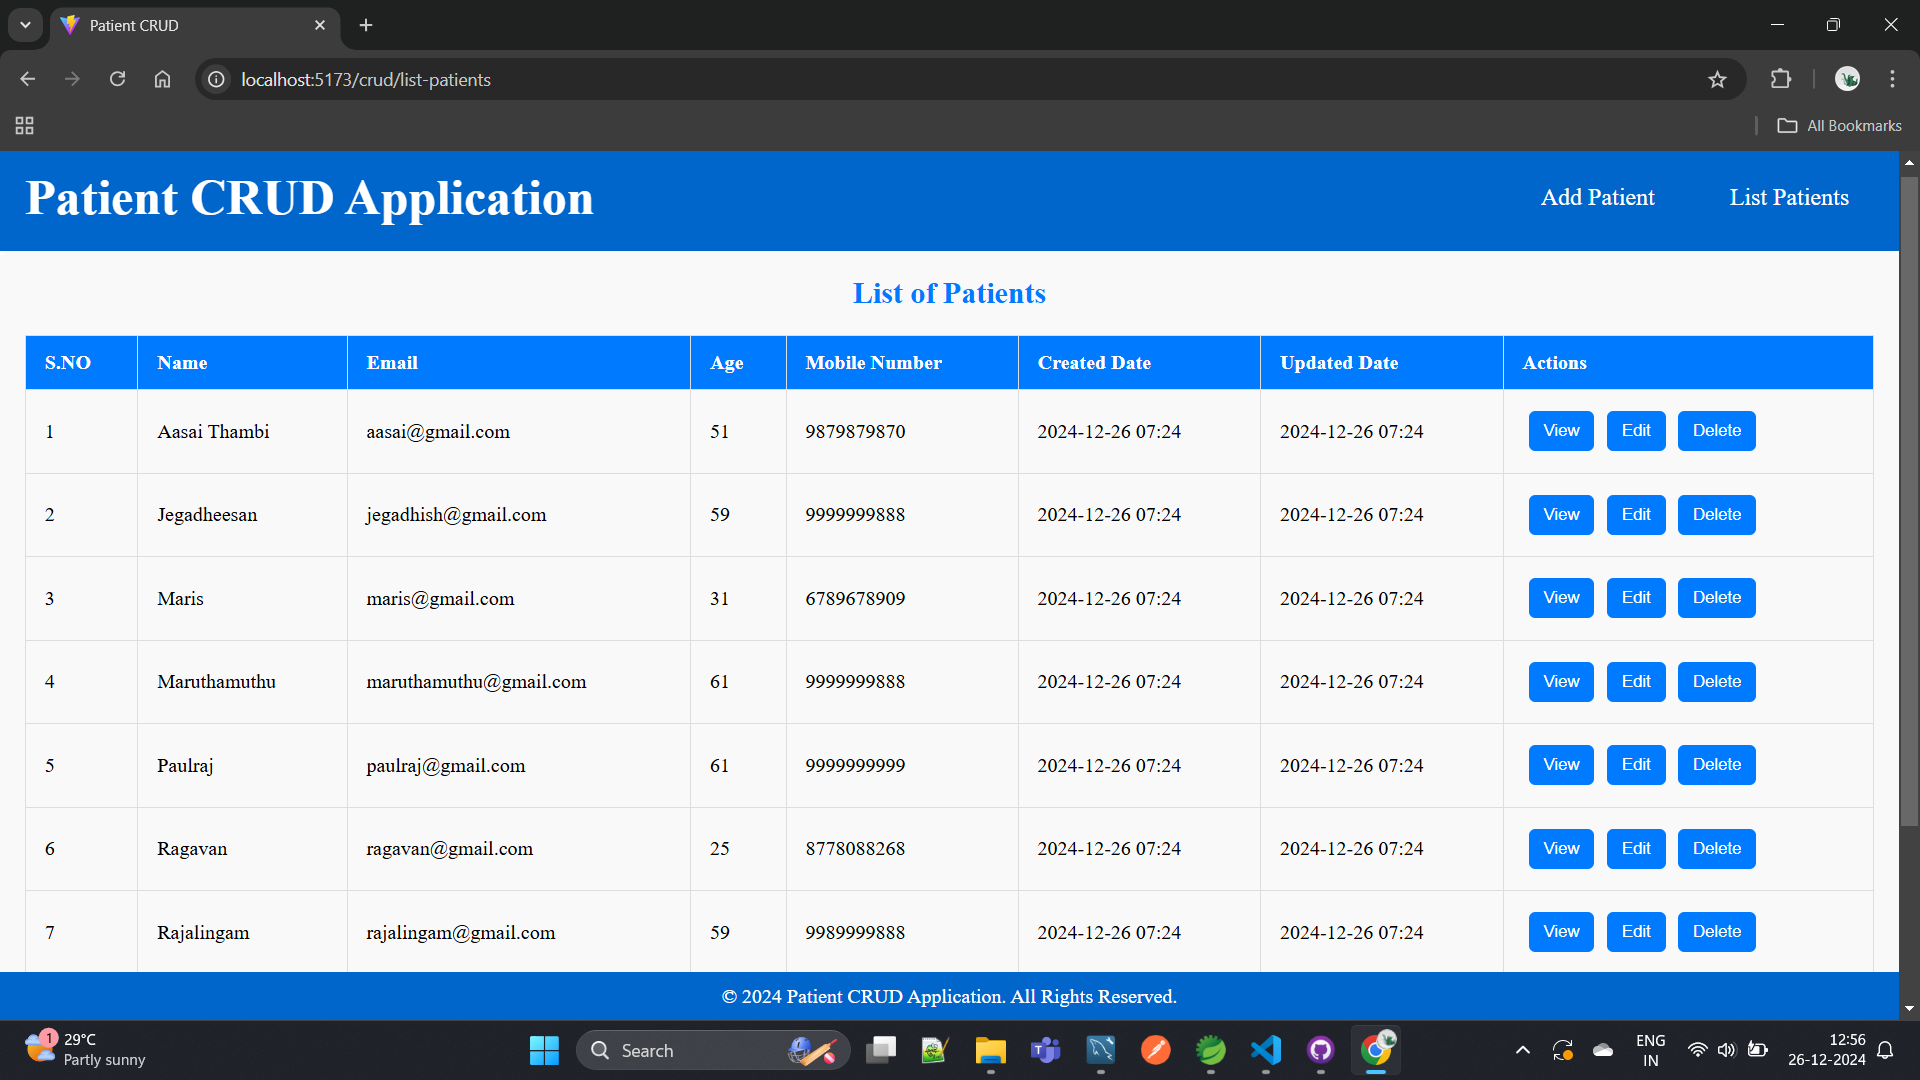 Patient CRUD
localhost:5173/crud/list-patients
All Bookmarks
Patient CRUD Application
Add Patient
List Patients
List of Patients
S.NO Name Email Age Mobile Number Created Date Updated Date Actions
1 Aasai Thambi aasai@gmail.com 51 9879879870 2024-12-26 07:24 2024-12-26 07:24 View Edit Delete
2 Jegadheesan jegadhish@gmail.com 59 9999999888 2024-12-26 07:24 2024-12-26 07:24 View Edit Delete
3 Maris maris@gmail.com 31 6789678909 2024-12-26 07:24 2024-12-26 07:24 View Edit Delete
4 Maruthamuthu maruthamuthu@gmail.com 61 9999999888 2024-12-26 07:24 2024-12-26 07:24 View Edit Delete
5 Paulraj paulraj@gmail.com 61 9999999999 2024-12-26 07:24 2024-12-26 07:24 View Edit Delete
6 Ragavan ragavan@gmail.com 25 8778088268 2024-12-26 07:24 2024-12-26 07:24 View Edit Delete
7 Rajalingam rajalingam@gmail.com 59 9989999888 2024-12-26 07:24 2024-12-26 07:24 View Edit Delete
© 2024 Patient CRUD Application. All Rights Reserved.
1
29°C
Partly sunny
Search
ENG
IN
12:56
26-12-2024